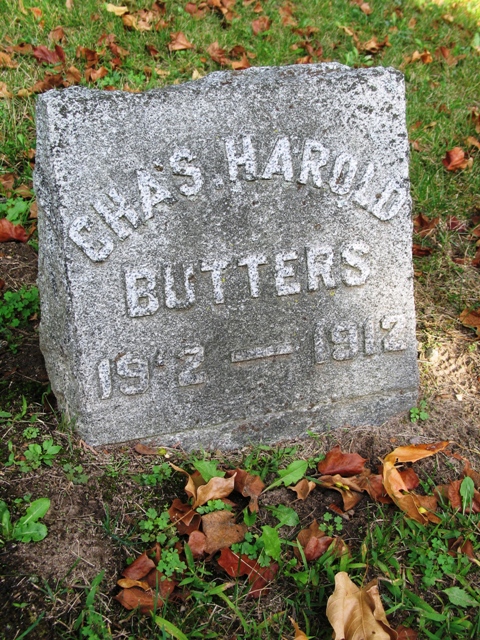 CHAS. HAROLD
BUTTERS
1912 — 1912